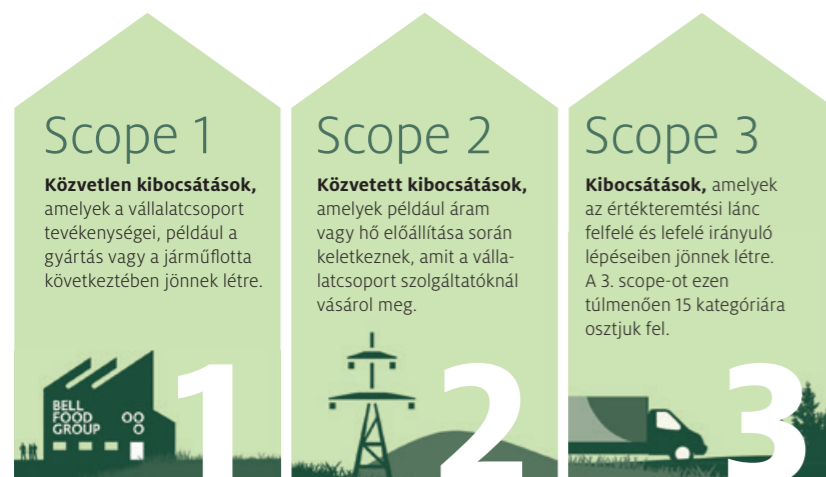 Scope 1
Közvetlen kibocsátások,
amelyek a vállalatcsoport
tevékenységei, például a
gyártás vagy a járműflotta
következtében jönnek létre.
BELL
FOOD
GROUP
1
Scope 2
Közvetett kibocsátások,
amelyek például áram
vagy hő előállítása során
keletkeznek, amit a válla-
latcsoport szolgáltatóknál
vásárol meg.
2
Scope 3
Kibocsátások, amelyek
az értékteremtési lánc
felfelé és lefelé irányuló
lépéseiben jönnek létre.
A 3. scope-ot ezen
túlmenően 15 kategóriára
osztjuk fel.
3